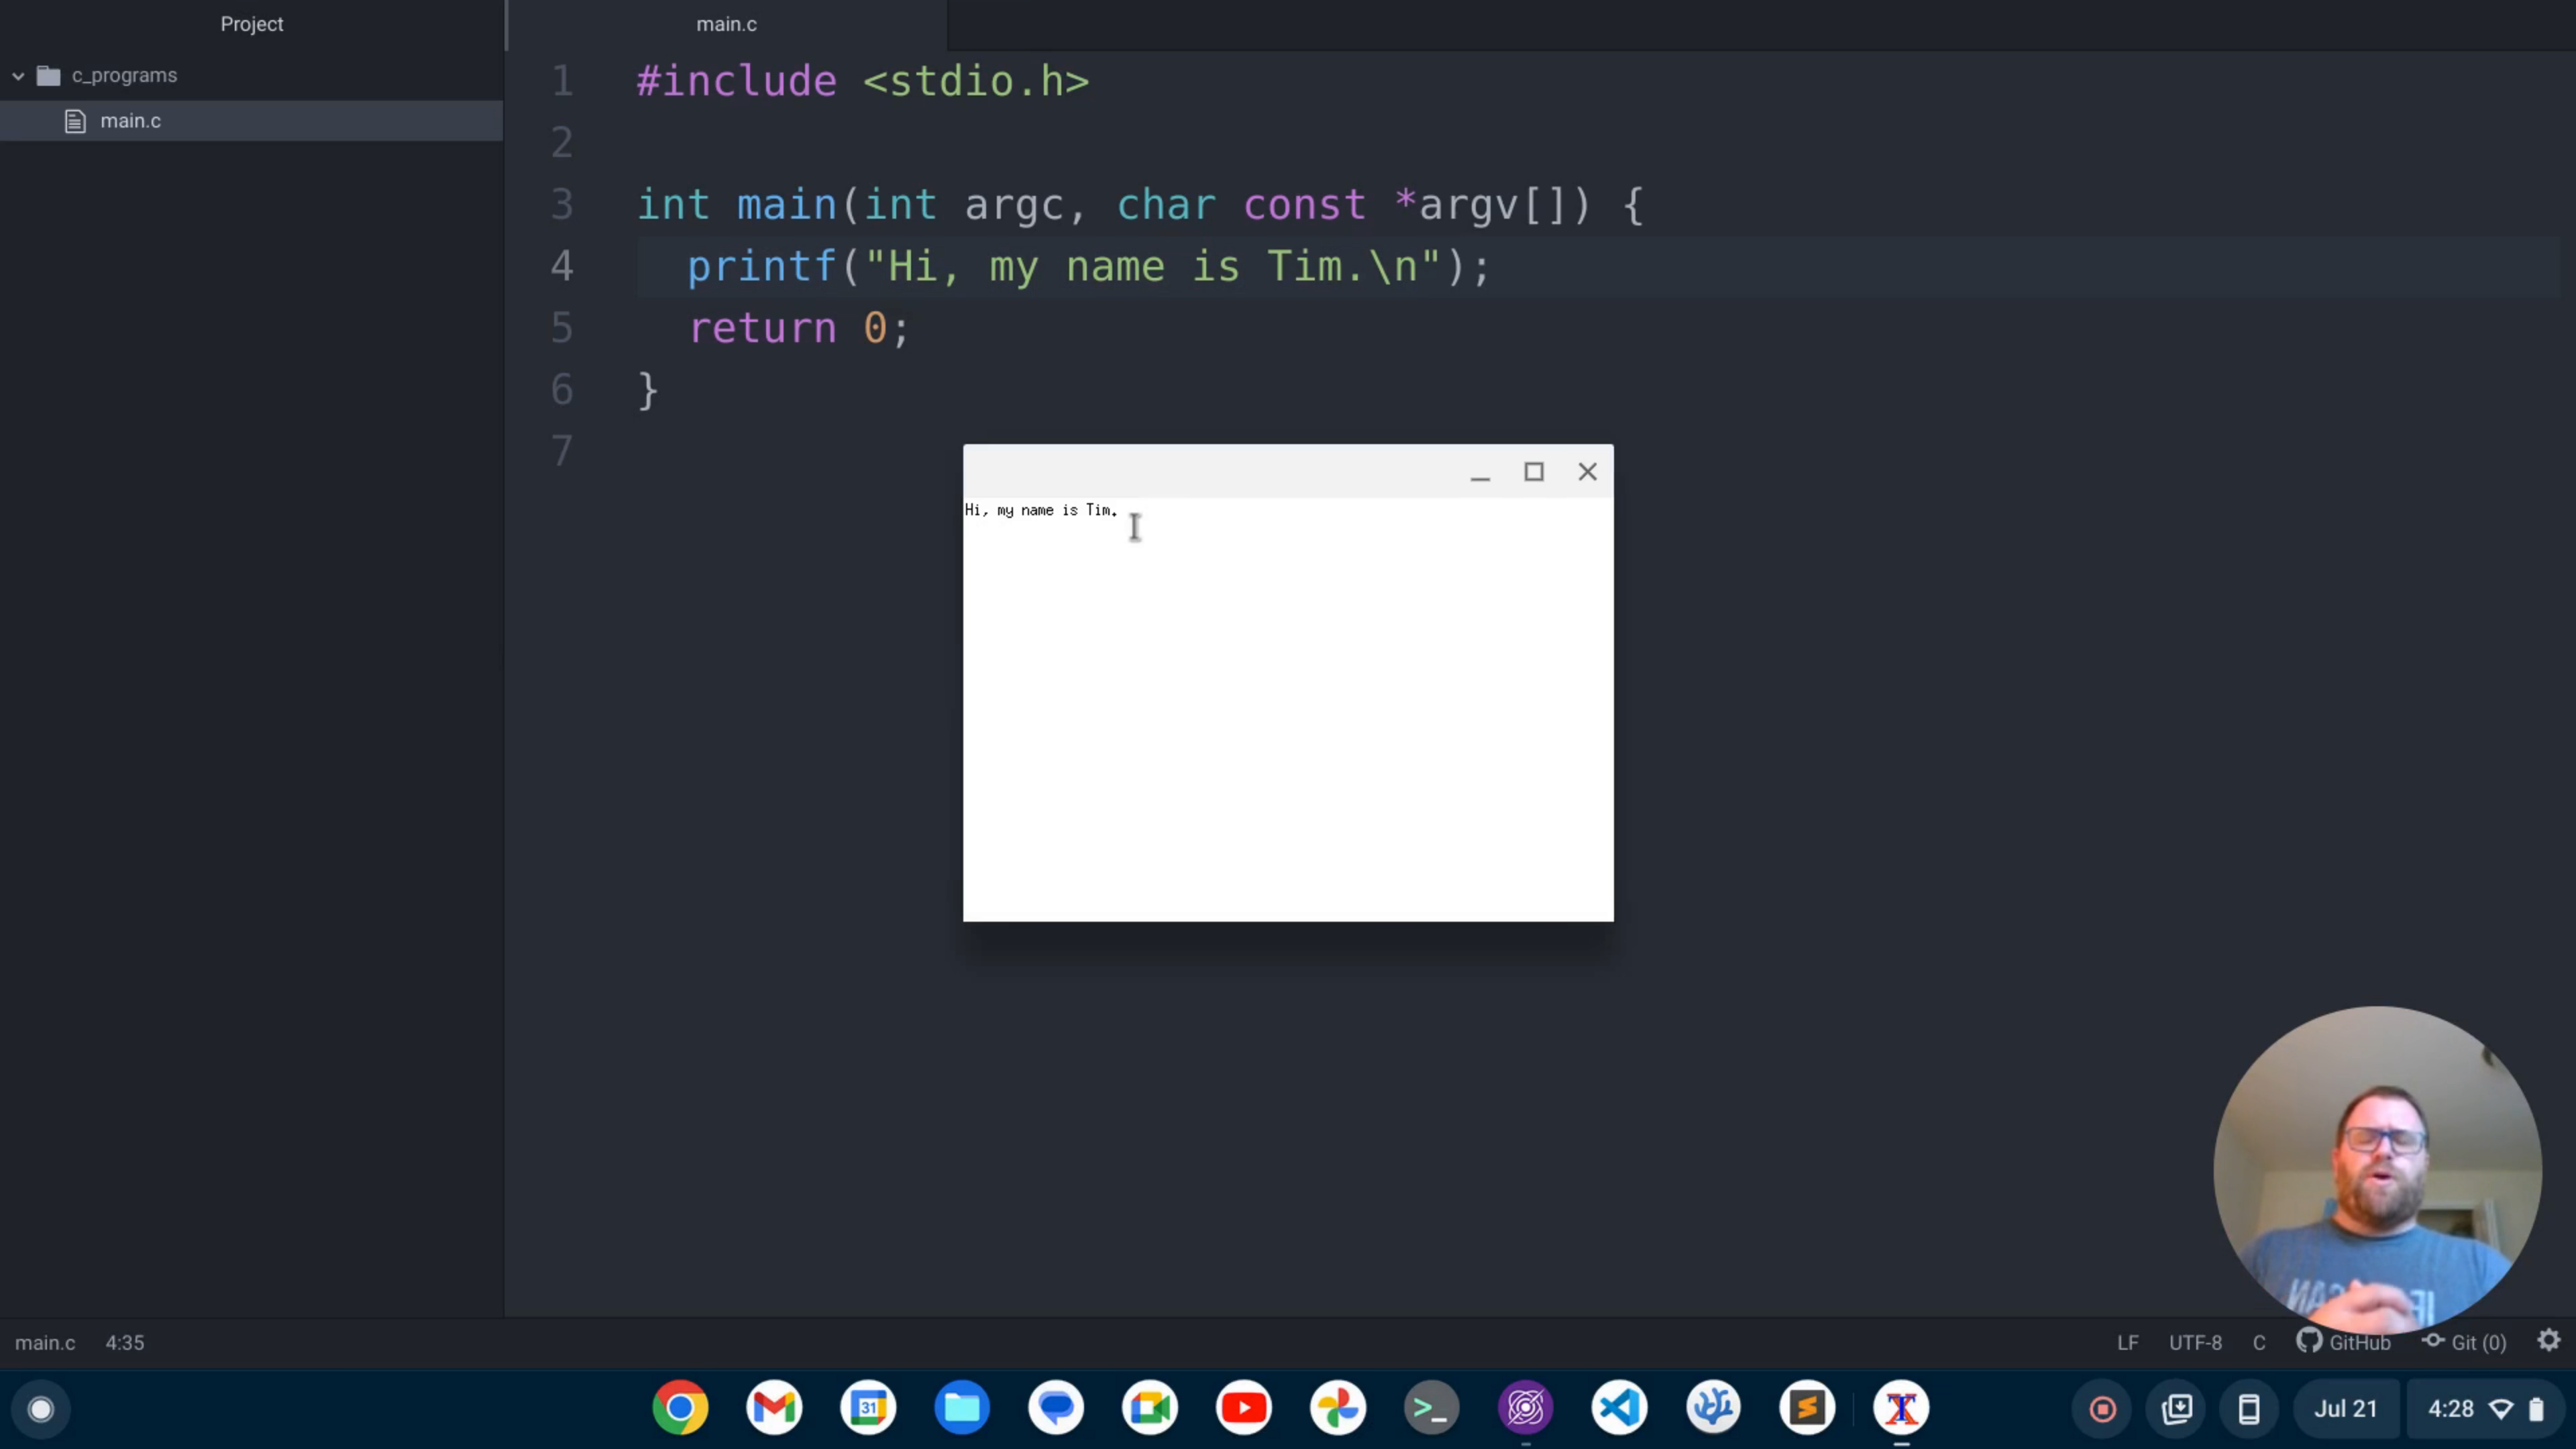 Project
main.c
c_programs
main.c
1 #include <stdio.h>
2
3 int main(int argc, char const *argv[]) {
4 printf("Hi, my name is Tim.\n");
5 return 0;
6 }
7
Hi, my name is Tim.
main.c 4:35
LF UTF-8 C GitHub Git (0)
31
>_
Jul 21
4:28